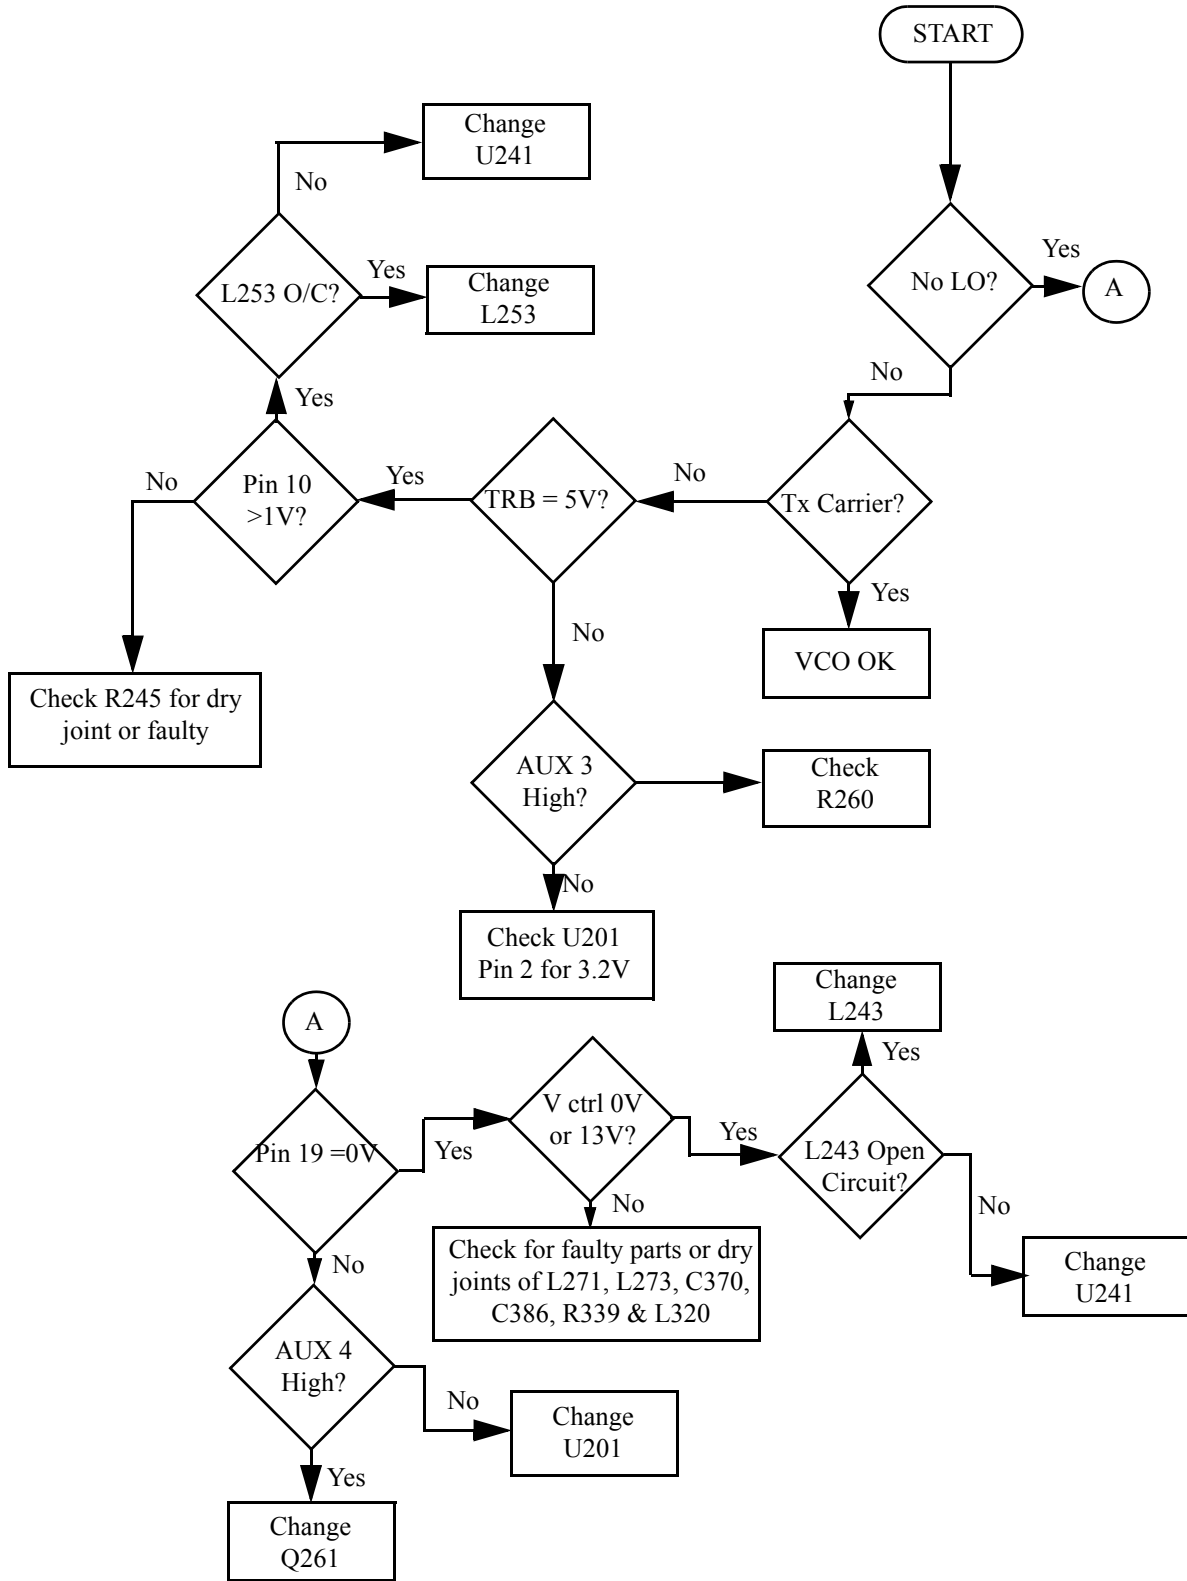 START
Change
U241
No
L253 O/C?
Yes
Change
L253
No LO?
Yes
A
No
Yes
No
Pin 10
>1V?
Yes
TRB = 5V?
No
Tx Carrier?
Yes
VCO OK
No
Check R245 for dry
joint or faulty
AUX 3
High?
Check
R260
No
Check U201
Pin 2 for 3.2V
A
Pin 19 =0V
Yes
V ctrl 0V
or 13V?
Yes
Change
L243
Yes
L243 Open
Circuit?
No
Change
U241
No
Check for faulty parts or dry
joints of L271, L273, C370,
C386, R339 & L320
No
AUX 4
High?
No
Change
U201
Yes
Change
Q261